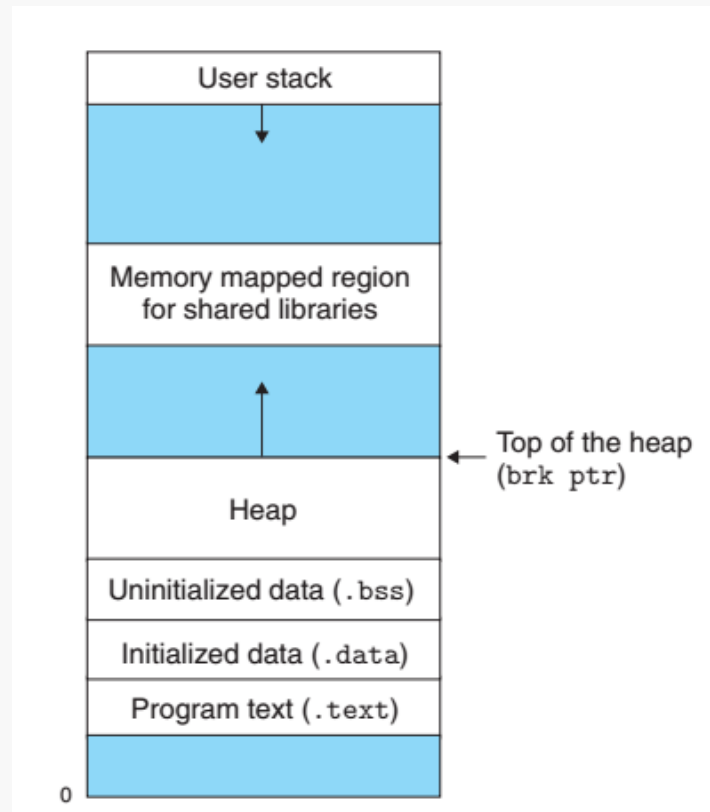 User stack
Memory mapped region
for shared libraries
Top of the heap
(brk ptr)
Heap
Uninitialized data (.bss)
Initialized data (.data)
Program text (.text)
0